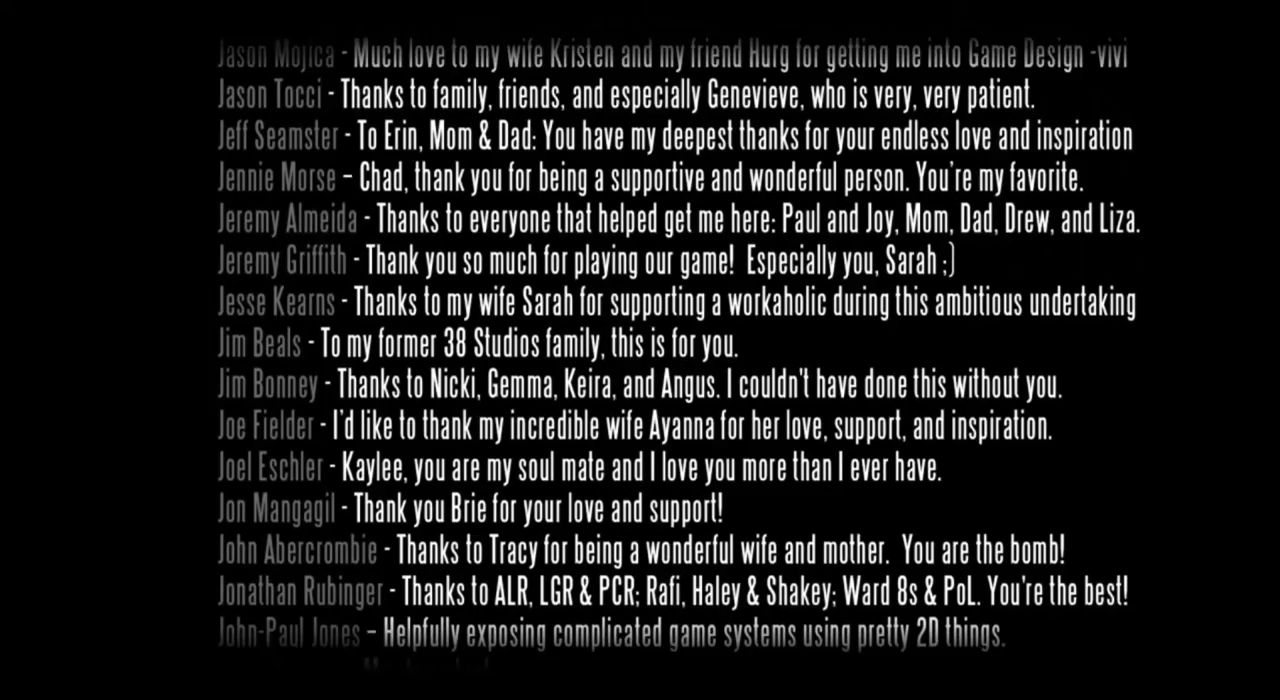 Jason Mojica - Much love to my wife Kristen and my friend Hurg for getting me into Game Design -vivi
Jason Tocci - Thanks to family, friends, and especially Genevieve, who is very, very patient.
Jeff Seamster - To Erin, Mom & Dad: You have my deepest thanks for your endless love and inspiration
Jennie Morse – Chad, thank you for being a supportive and wonderful person. You're my favorite.
Jeremy Almeida - Thanks to everyone that helped get me here: Paul and Joy, Mom, Dad, Drew, and Liza.
Jeremy Griffith - Thank you so much for playing our game!  Especially you, Sarah ;)
Jesse Kearns - Thanks to my wife Sarah for supporting a workaholic during this ambitious undertaking
Jim Beals - To my former 38 Studios family, this is for you.
Jim Bonney - Thanks to Nicki, Gemma, Keira, and Angus. I couldn't have done this without you.
Joe Fielder - I'd like to thank my incredible wife Ayanna for her love, support, and inspiration.
Joel Eschler - Kaylee, you are my soul mate and I love you more than I ever have.
Jon Mangagil - Thank you Brie for your love and support!
John Abercrombie - Thanks to Tracy for being a wonderful wife and mother.  You are the bomb!
Jonathan Rubinger - Thanks to ALR, LGR & PCR; Rafi, Haley & Shakey; Ward 8s & PoL. You're the best!
John-Paul Jones – Helpfully exposing complicated game systems using pretty 2D things.